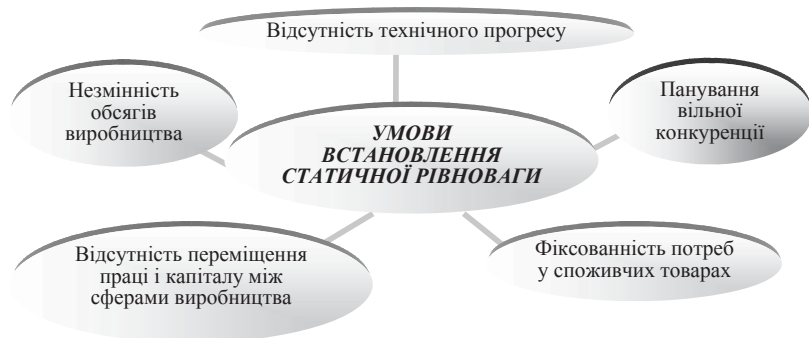 Відсутність технічного прогресу
Незмінність
обсягів
виробництва
Панування
вільної
конкуренції
УМОВИ
ВСТАНОВЛЕННЯ
СТАТИЧНОЇ РІВНОВАГИ
Відсутність переміщення
праці і капіталу між
сферами виробництва
Фіксованність потреб
у споживчих товарах